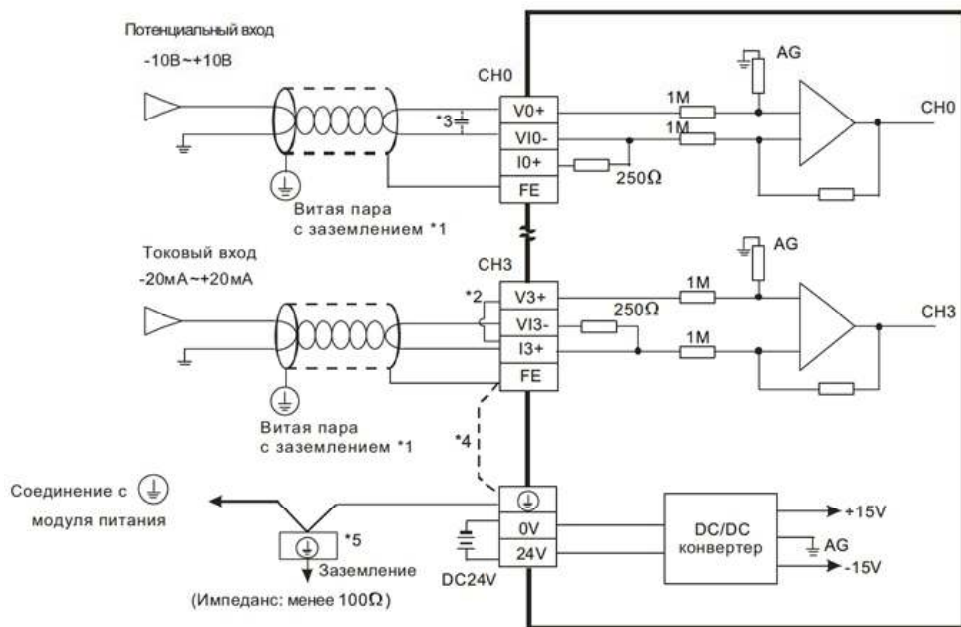 Потенциальный вход
-10В~+10В
CH0
*3
V0+
VI0-
I0+
FE
1M
1M
250Ω
AG
CH0
Витая пара
с заземлением *1
Токовый вход
-20мА~+20мА
CH3
*2
V3+
VI3-
I3+
FE
250Ω
1M
1M
AG
CH3
Витая пара
с заземлением *1
*4
Соединение с
модуля питания
*5
Заземление
(Импеданс: менее 100Ω)
0V
24V
DC24V
DC/DC
конвертер
+15V
AG
-15V